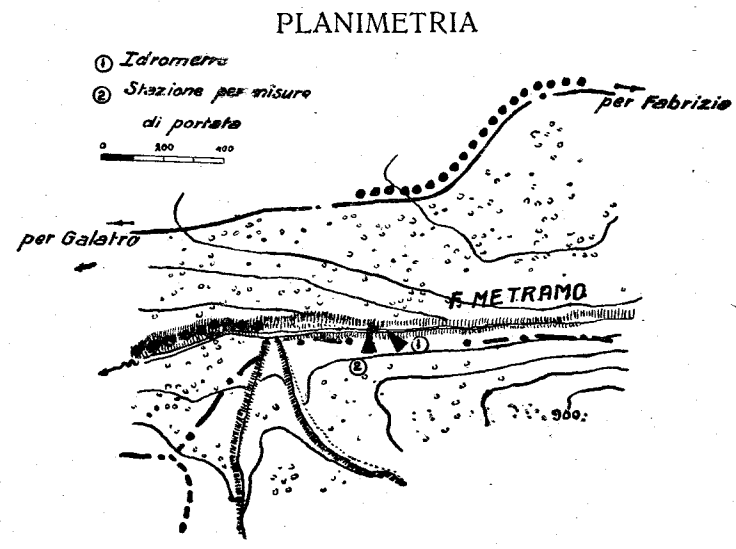 PLANIMETRIA
① Idrometro
② Stazione per misure
di portata
0 200 400
per Fabrizia
per Galatro
F. METRAMO
①
②
900